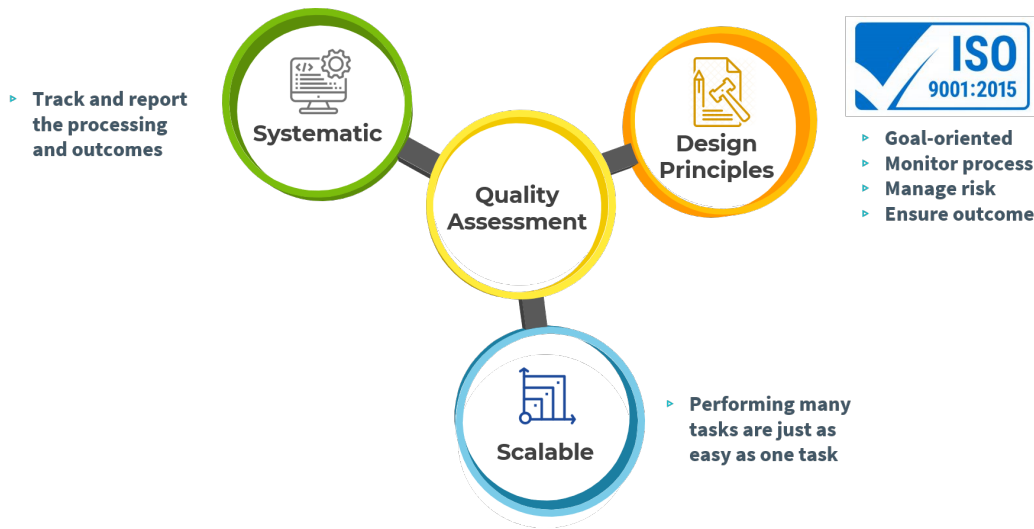 Track and report
the processing
and outcomes
Systematic
Quality
Assessment
Design
Principles
ISO
9001:2015
Goal-oriented
Monitor process
Manage risk
Ensure outcome
Scalable
Performing many
tasks are just as
easy as one task